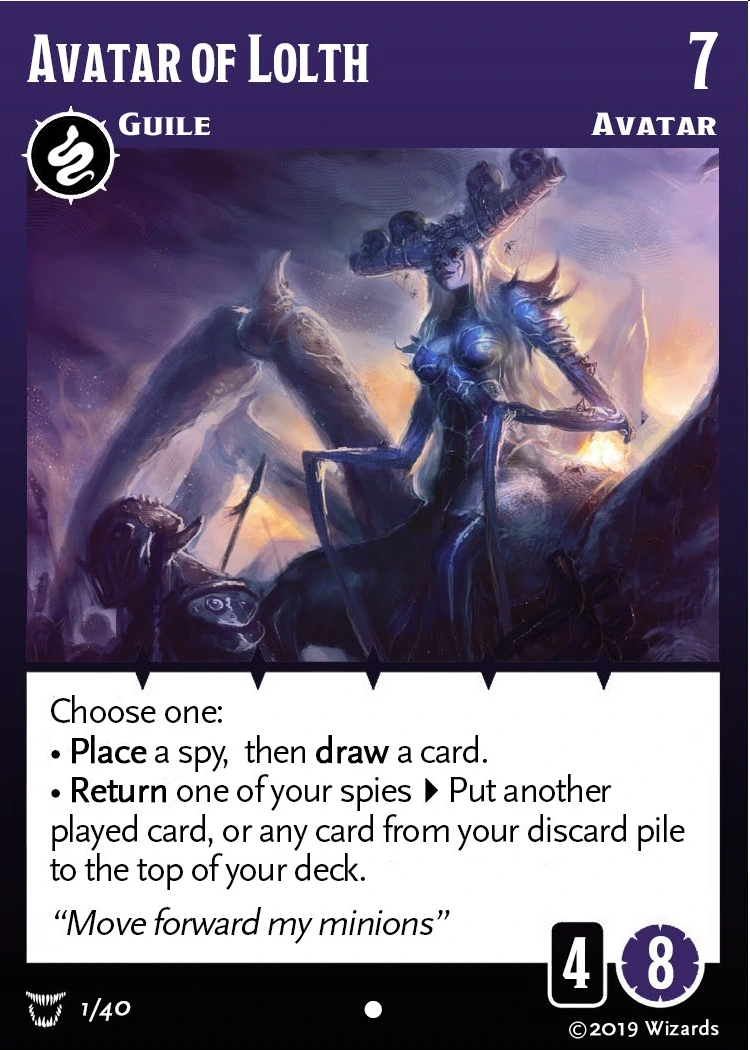 Avatar of Lolth 7
Guile Avatar
Choose one:
• Place a spy, then draw a card.
• Return one of your spies ▶ Put another
played card, or any card from your discard pile
to the top of your deck.
“Move forward my minions”
4 8
1/40
©2019 Wizards